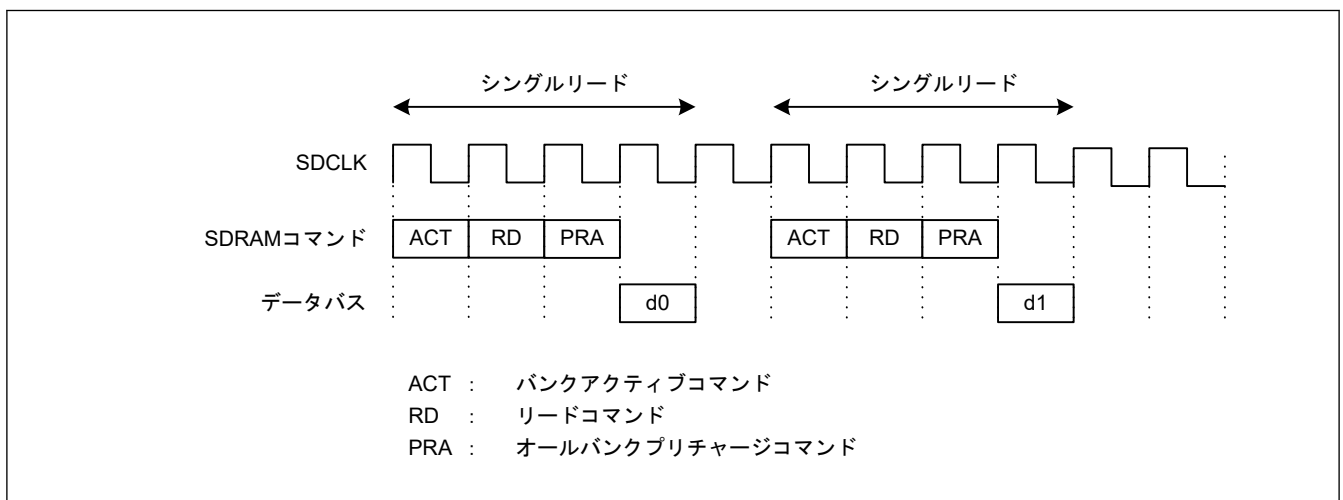 シングルリード シングルリード
SDCLK
SDRAMコマンド ACT RD PRA ACT RD PRA
データバス d0 d1
ACT : バンクアクティブコマンド
RD : リードコマンド
PRA : オールバンクプリチャージコマンド